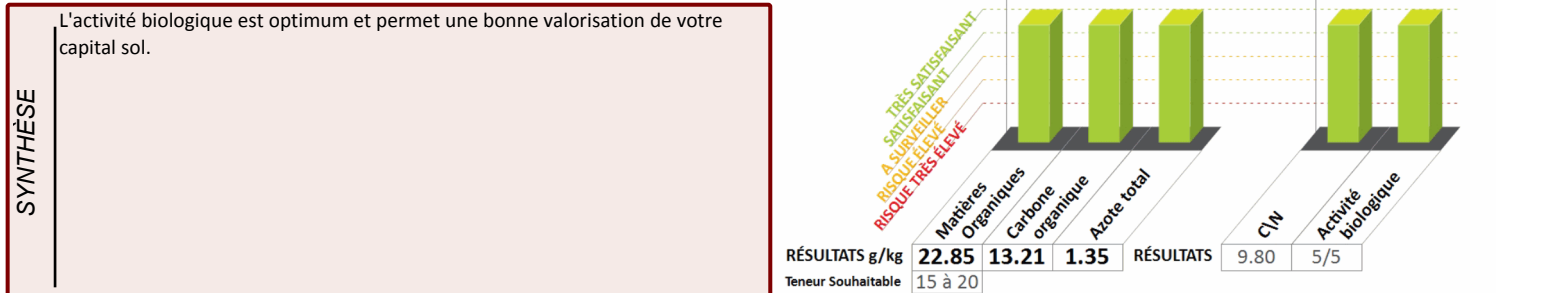 SYNTHÈSE
L'activité biologique est optimum et permet une bonne valorisation de votre
capital sol.
TRÈS SATISFAISANT
SATISFAISANT
A SURVEILLER
RISQUE ÉLEVÉ
RISQUE TRÈS ÉLEVÉ
Matières
Organiques
Carbone
organique
Azote total
C\N
Activité
biologique
RÉSULTATS g/kg 22.85 13.21 1.35 RÉSULTATS 9.80 5/5
Teneur Souhaitable 15 à 20